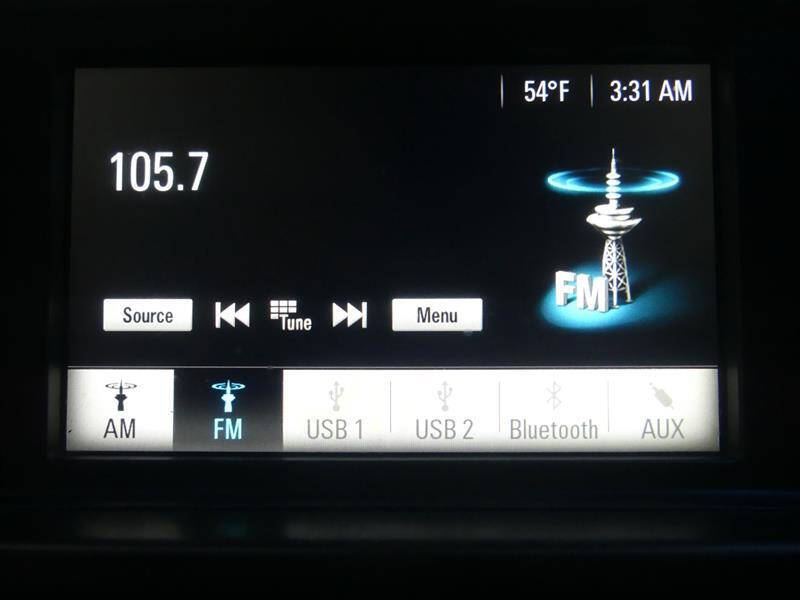 54°F 3:31 AM
105.7
FM
Source Tune Menu
AM FM USB 1 USB 2 Bluetooth AUX